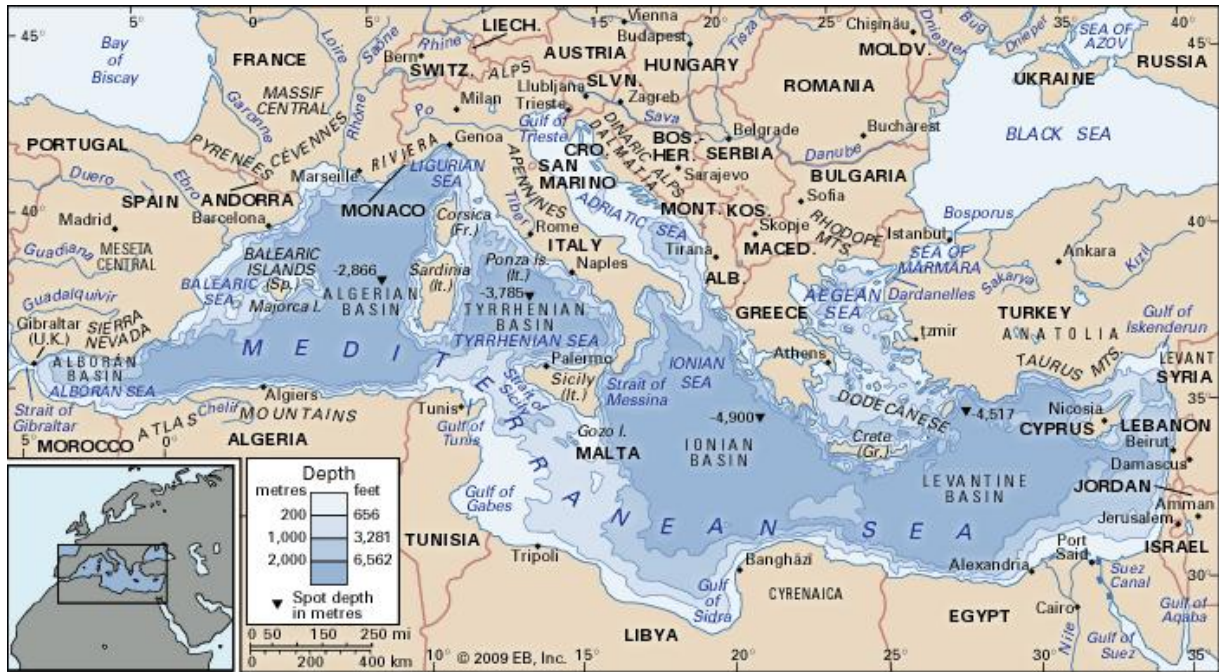 45°
Bay
of
Biscay
0°
Loire
FRANCE
MASSIF
CENTRAL
Garonne
CÉVENNES
PYRENEES
5°
Saône
Rhône
Rhine
Bern
SWITZ.
LIECH.
10°
ALPS
AUSTRIA
15°
Vienna
Budapest
HUNGARY
20°
Tisza
ROMANIA
25°
Chişinău
MOLDV.
30°
Dniester
Bug
Dnieper
UKRAINE
35°
SEA OF
AZOV
40°
RUSSIA
45°
PORTUGAL
Duero
SPAIN
Ebro
ANDORRA
Barcelona
40°
Madrid
MESETA
CENTRAL
Guadiana
Guadalquivir
Gibraltar
(U.K.)
SIERRA
NEVADA
ALBORÁN
BASIN
ALBORAN SEA
Strait of
Gibraltar
5°
MOROCCO
0°
ATLAS
MOUNTAINS
Chelif
Algiers
ALGERIA
Marseille
RIVIERA
MONACO
LIGURIAN
SEA
Genoa
Po
Milan
Corsica
(Fr.)
Sardinia
(It.)
BALEARIC
ISLANDS
(Sp.)
BALEARIC
SEA
Majorca I.
-2,866
ALGERIAN
BASIN
SLVN.
Llubljana
Trieste
Gulf of
Trieste
Zagreb
Sava
CRO.
BOS.
HER.
DINARIC ALPS
DALMATIA
SAN
MARINO
APENNINES
Tiber
Rome
ITALY
Naples
Ponza is.
(It.)
-3,785
TYRRHENIAN
BASIN
TYRRHENIAN SEA
ADRIATIC SEA
Belgrade
SERBIA
Sarajevo
MONT.
KOS.
Skopje
MACED.
Tirana
ALB.
Bucharest
Danube
BULGARIA
Sofia
RHODOPE
MTS.
BLACK SEA
Bosporus
Istanbul
SEA OF
MARMARA
Dardanelles
40°
Ankara
Kızıl
Sakarya
TURKEY
ANATOLIA
TAURUS MTS.
Gulf of
Iskenderun
GREECE
AEGEAN
SEA
İzmir
Athens
DODECANESE
Crete
(Gr.)
Palermo
Sicily
(It.)
Strait of
Sicily
Strait of
Messina
IONIAN
SEA
-4,900
IONIAN
BASIN
-4,517
Nicosia
CYPRUS
LEVANT
SYRIA
35°
LEBANON
Beirut
Damascus
JORDAN
Amman
Jerusalem
ISRAEL
Tunis
Gulf of
Tunis
Gozo I.
MALTA
LEVANTINE
BASIN
MEDITERRANEAN SEA
Gulf of
Gabes
TUNISIA
Tripoli
LIBYA
Gulf
of
Sidra
Banghāzī
CYRENAICA
Alexandria
Port
Said
Suez
Canal
30°
EGYPT
Cairo
Nile
Gulf of
Suez
Gulf of
Aqaba
Depth
metres feet
200 656
1,000 3,281
2,000 6,562
Spot depth
in metres
0 50 150 250 mi
0 200 400 km
© 2009 EB, Inc.
10°
15°
20°
25°
30°
35°